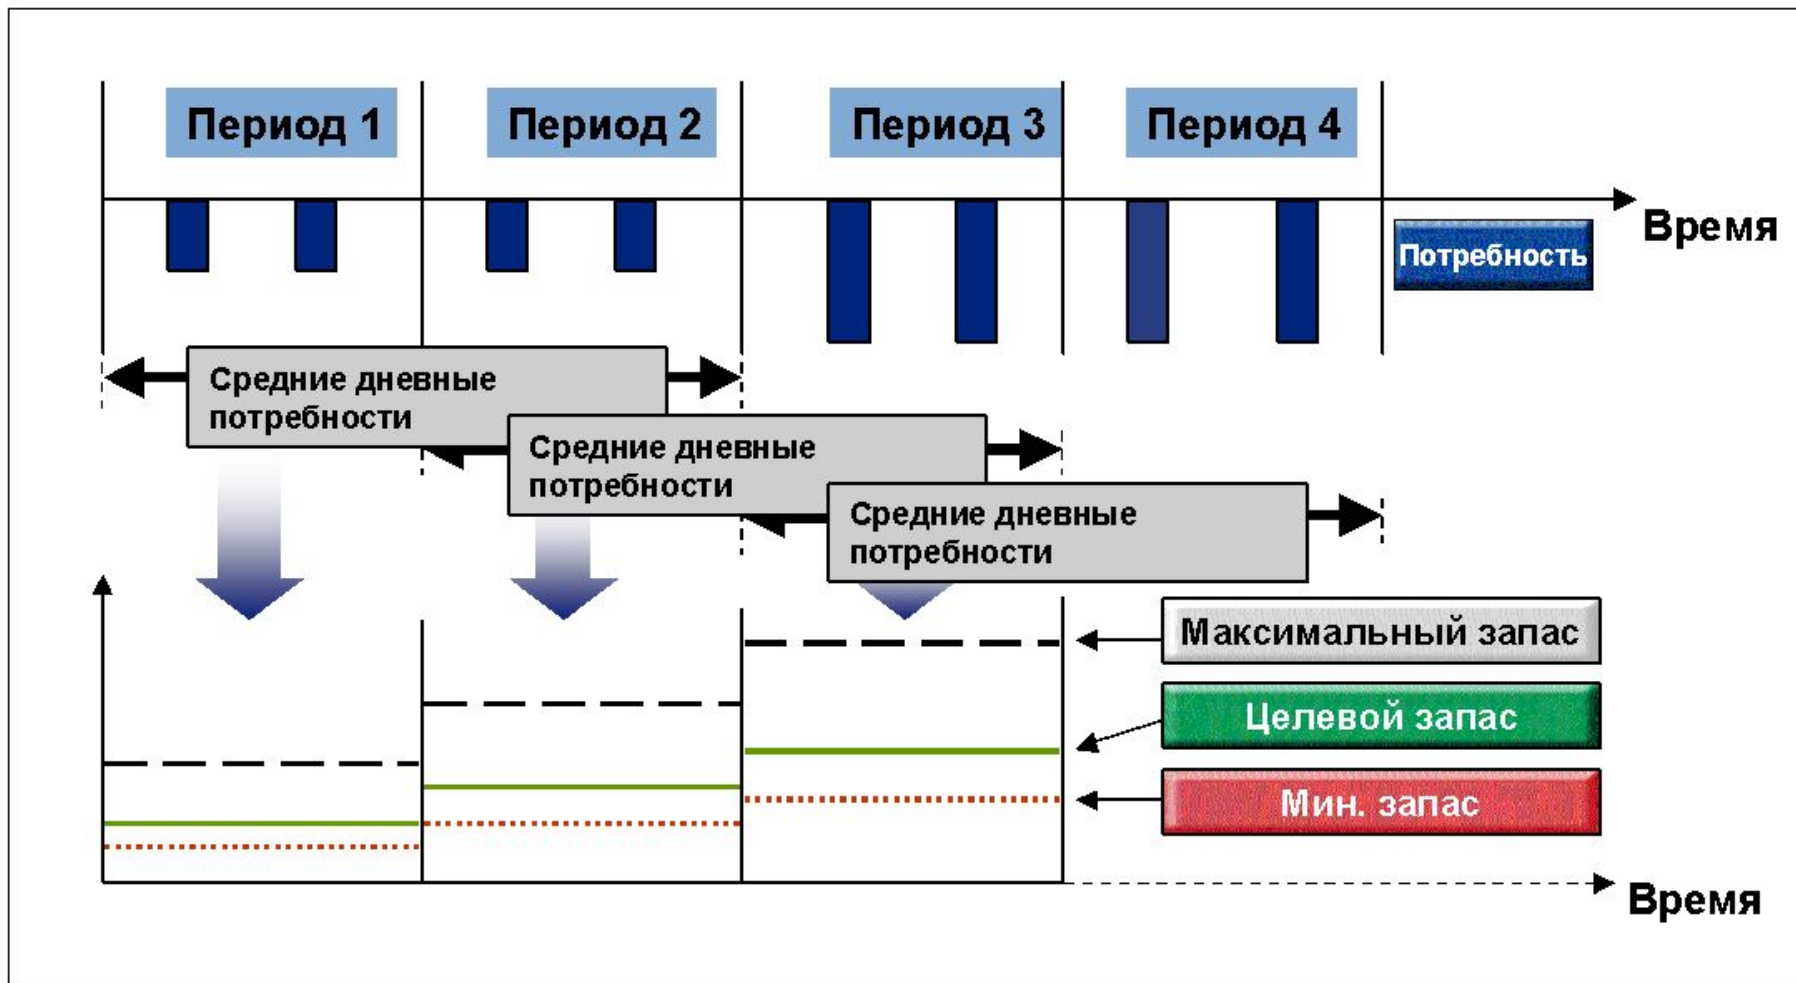 Период 1
Период 2
Период 3
Период 4
Время
Потребность
Средние дневные
потребности
Средние дневные
потребности
Средние дневные
потребности
Максимальный запас
Целевой запас
Мин. запас
Время